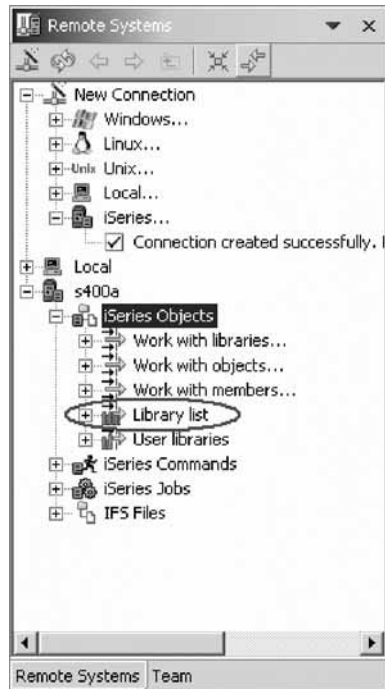 Remote Systems
New Connection
Windows...
Linux...
Unix Unix...
Local...
iSeries...
Connection created successfully.
Local
s400a
iSeries Objects
Work with libraries...
Work with objects...
Work with members...
Library list
User libraries
iSeries Commands
iSeries Jobs
IFS Files
Remote Systems Team